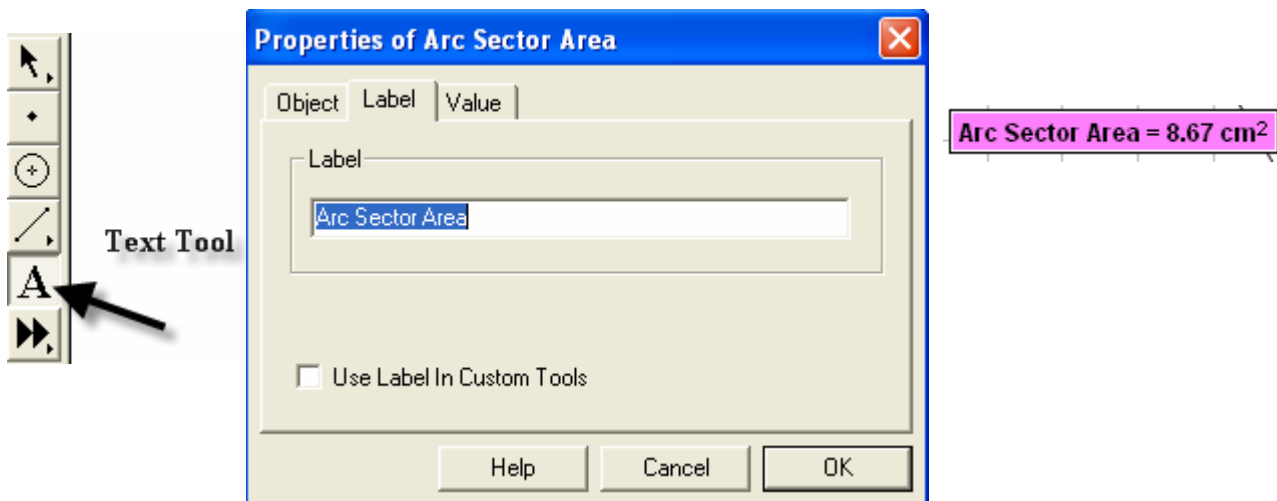 Text Tool
A
Properties of Arc Sector Area
Object Label Value
Label
Arc Sector Area
Use Label In Custom Tools
Help Cancel OK
Arc Sector Area = 8.67 cm²